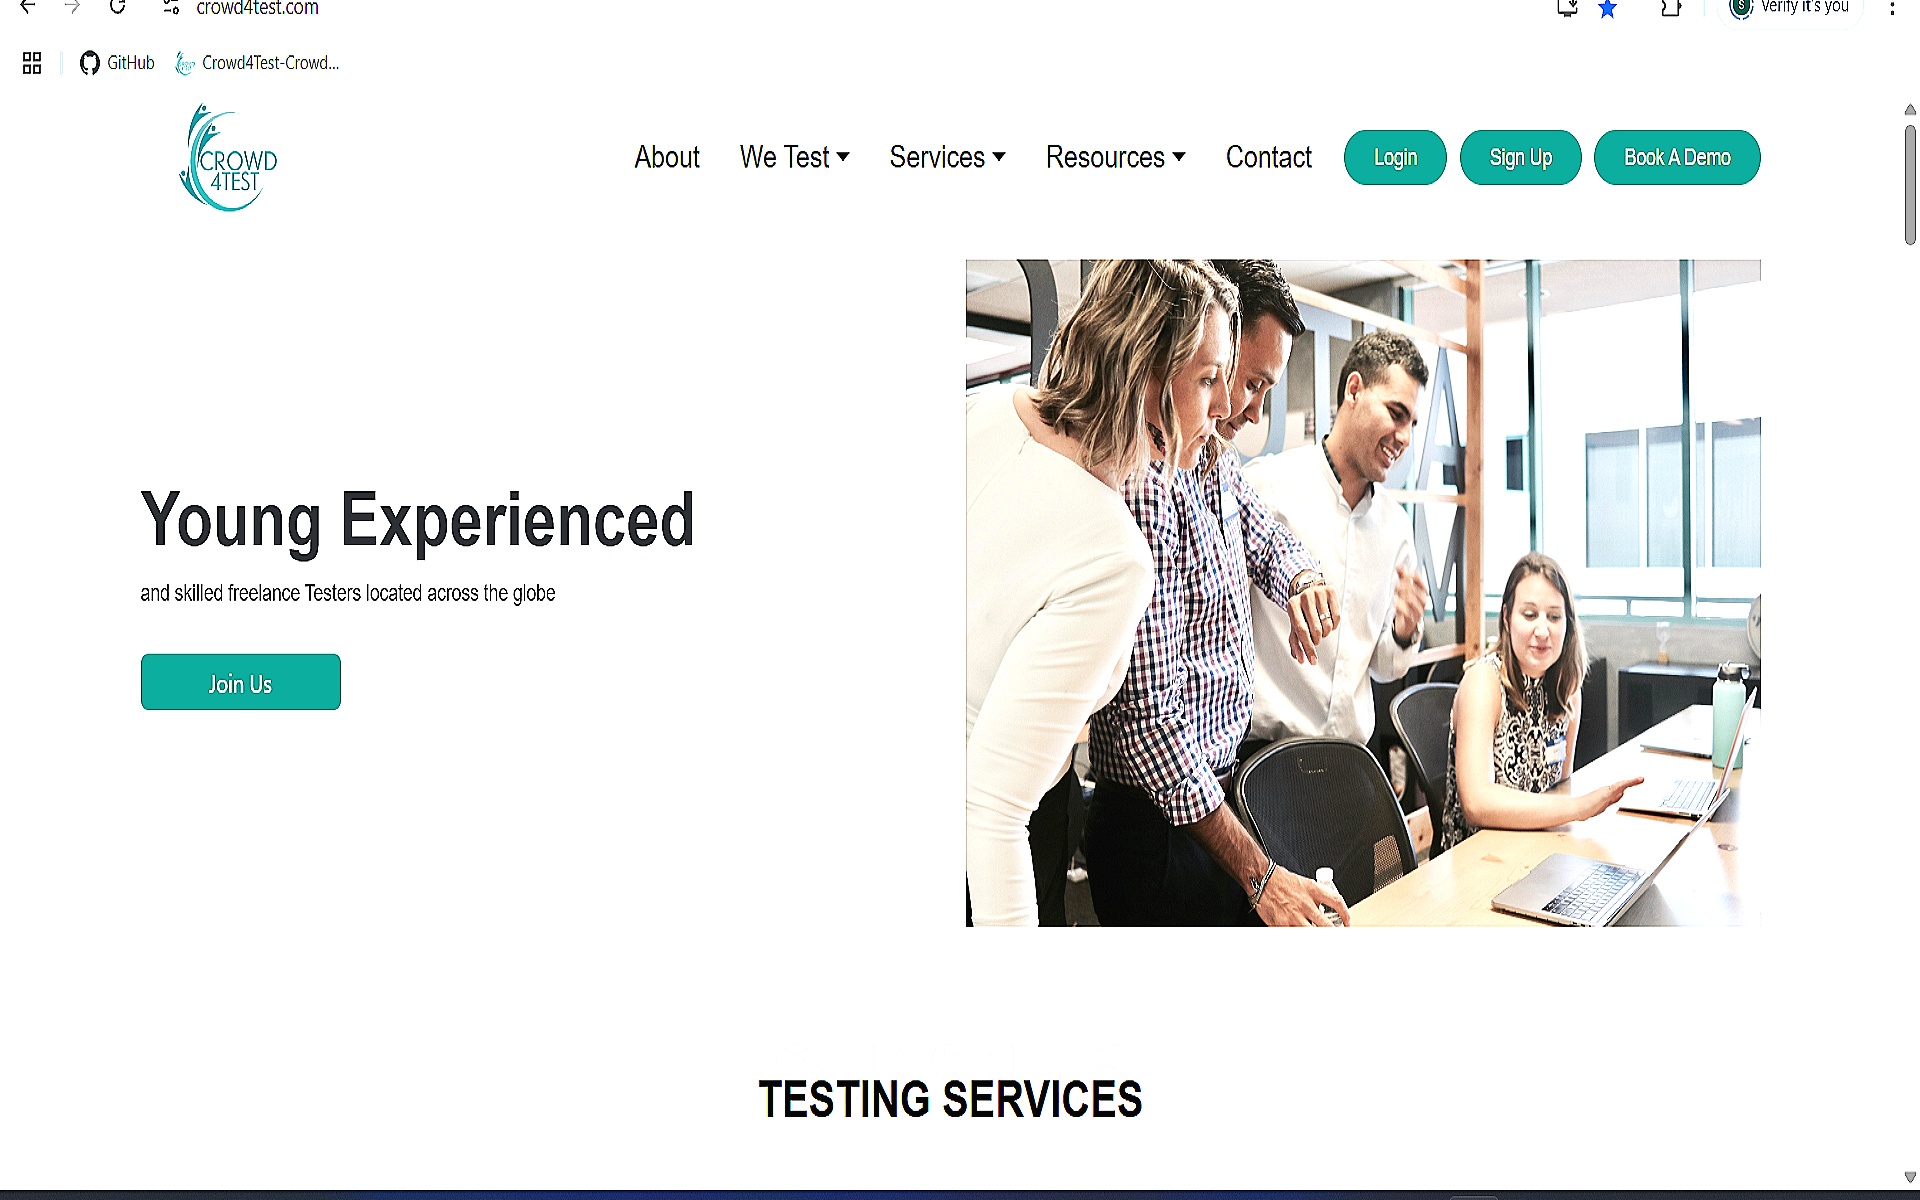 crowd4test.com
Verify it's you
GitHub
Crowd4Test-Crowd...
CROWD
4TEST
About
We Test
Services
Resources
Contact
Login
Sign Up
Book A Demo
Young Experienced
and skilled freelance Testers located across the globe
Join Us
TESTING SERVICES